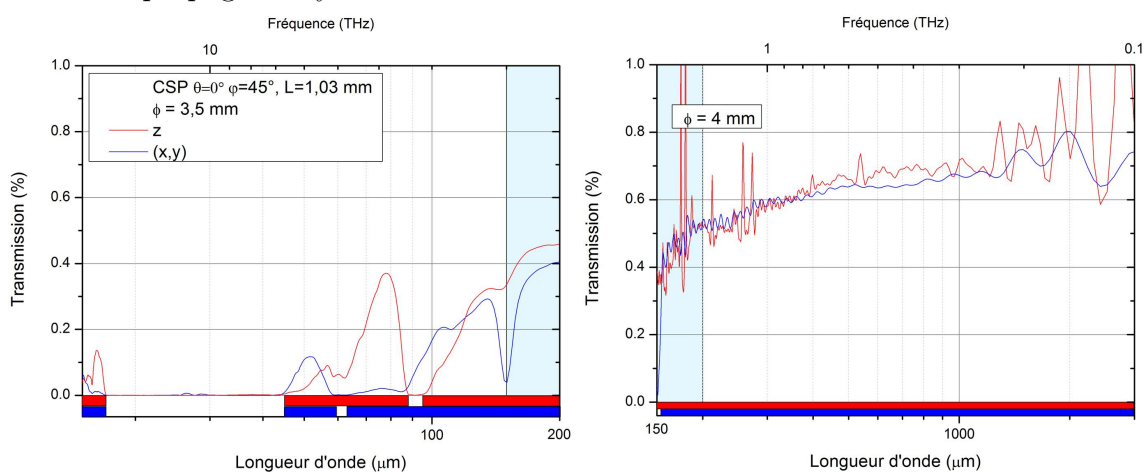 Fréquence (THz)
10
1.0
0.8
0.6
0.4
0.2
0.0
Transmission (%)
CSP θ=0° φ=45°, L=1,03 mm
ϕ = 3,5 mm
z
(x,y)
100
200
Longueur d'onde (μm)
Fréquence (THz)
1
0.1
1.0
0.8
0.6
0.4
0.2
0.0
Transmission (%)
ϕ = 4 mm
150
1000
Longueur d'onde (μm)